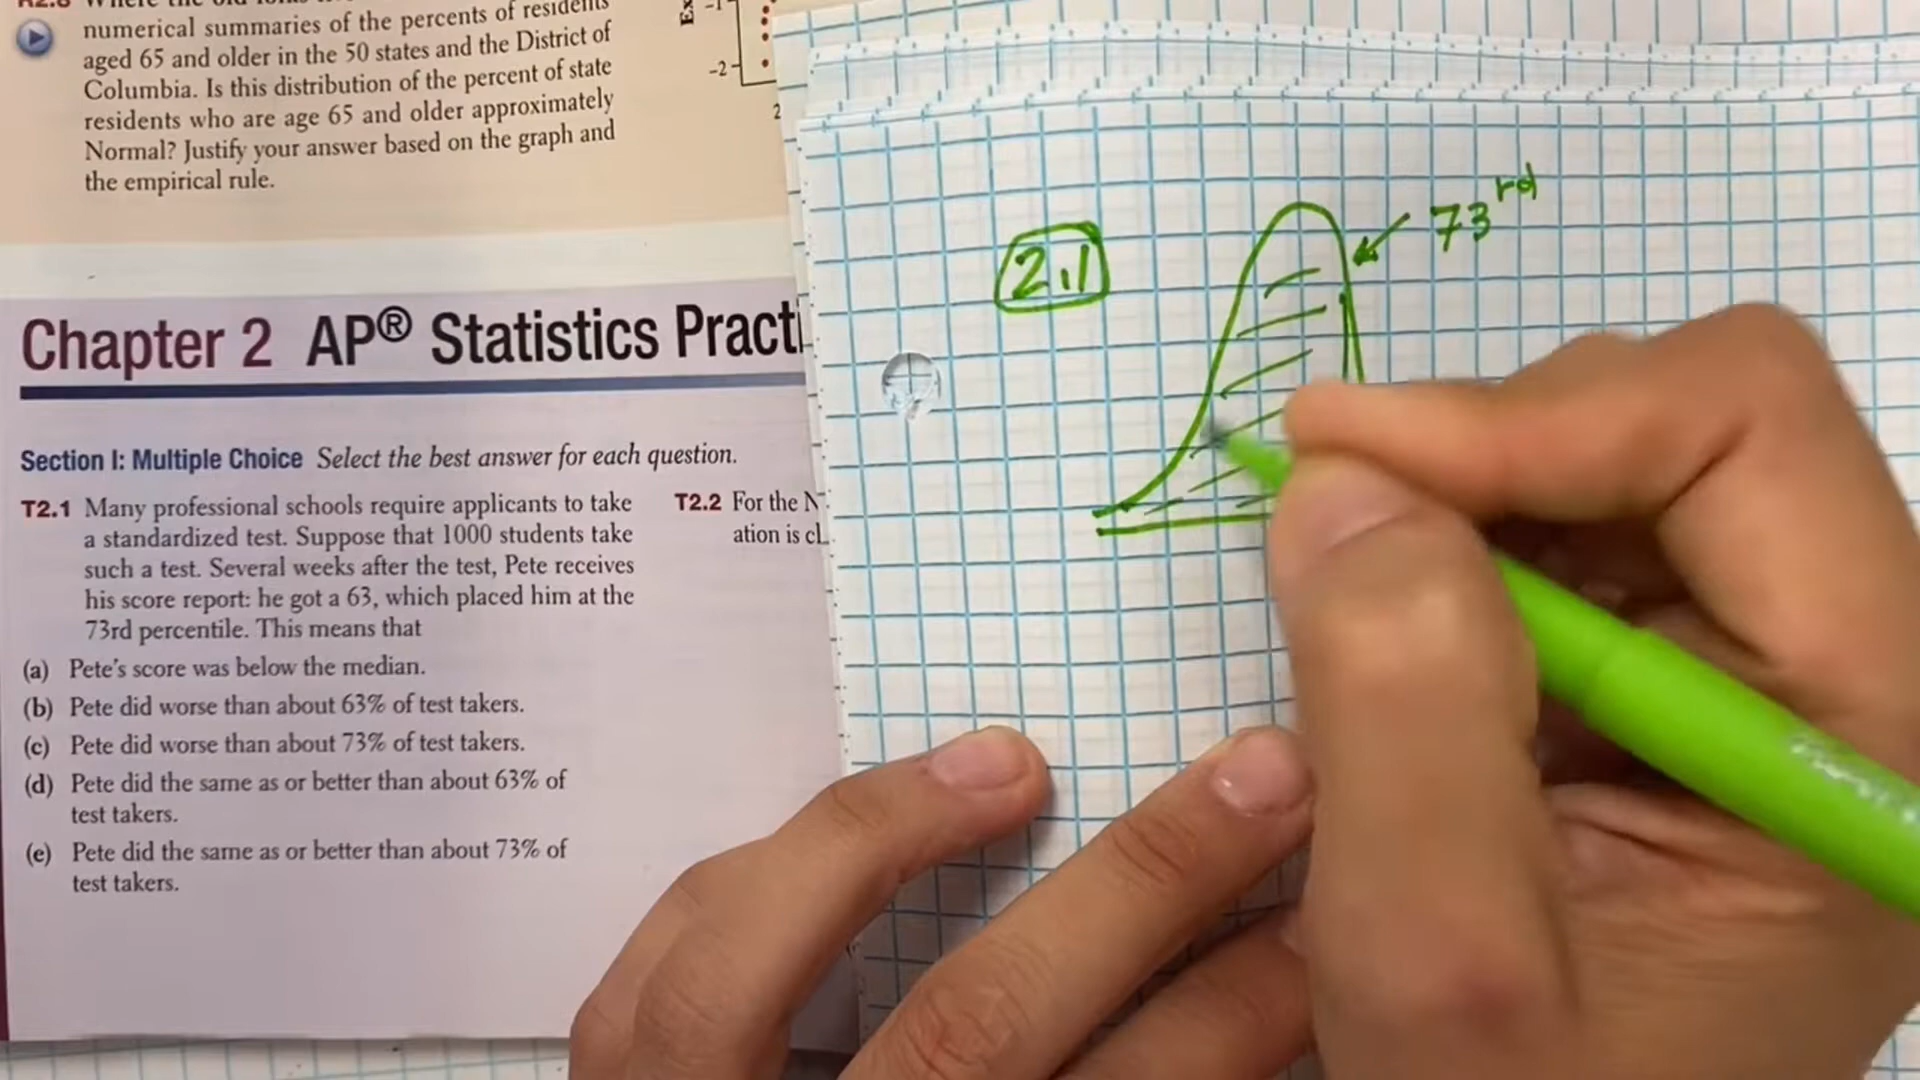 numerical summaries of the percents of residents
aged 65 and older in the 50 states and the District of
Columbia. Is this distribution of the percent of state
residents who are age 65 and older approximately
Normal? Justify your answer based on the graph and
the empirical rule.
Ex
-1
-2
2
Chapter 2 AP® Statistics Practi
Section I: Multiple Choice Select the best answer for each question.
T2.1 Many professional schools require applicants to take
a standardized test. Suppose that 1000 students take
such a test. Several weeks after the test, Pete receives
his score report: he got a 63, which placed him at the
73rd percentile. This means that
(a) Pete's score was below the median.
(b) Pete did worse than about 63% of test takers.
(c) Pete did worse than about 73% of test takers.
(d) Pete did the same as or better than about 63% of
test takers.
(e) Pete did the same as or better than about 73% of
test takers.
T2.2 For the N
ation is cl
2.1
73rd